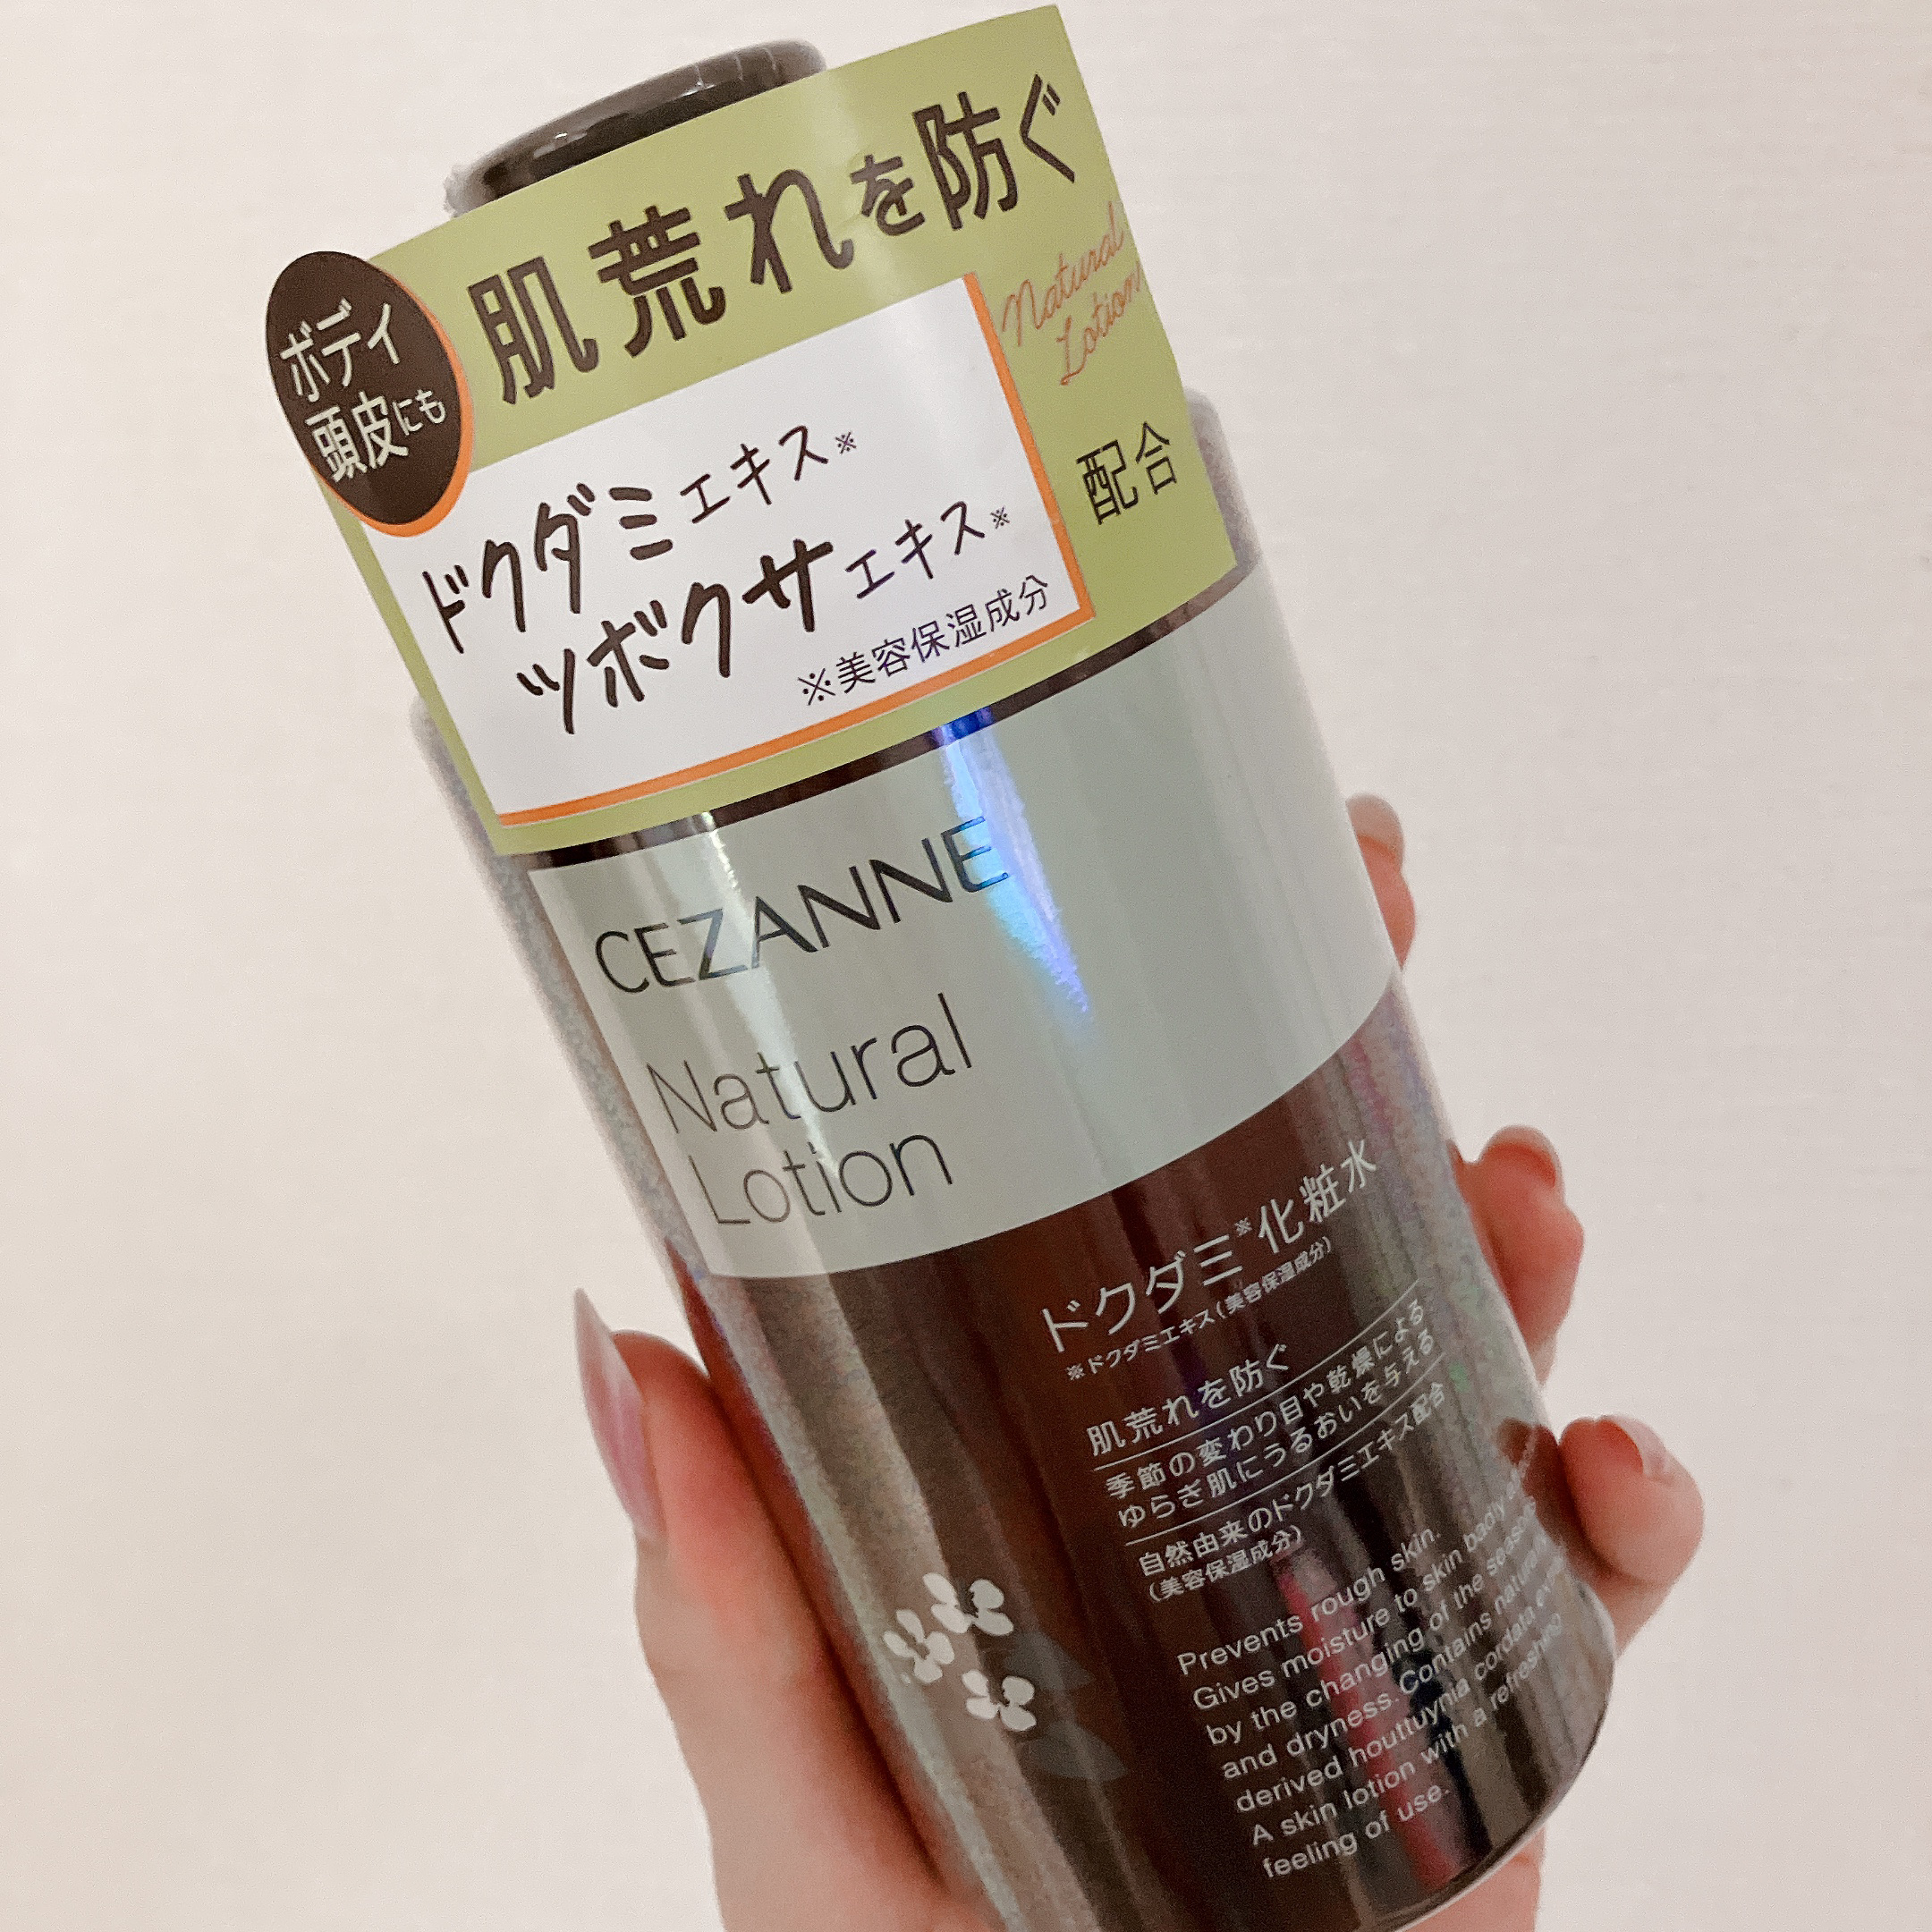 肌荒れを防ぐ
ボディ
頭皮にも
Natural
Lotion
ドクダミエキス※
ツボクサエキス※
配合
※美容保湿成分
CEZANNE
Natural
Lotion
ドクダミ※化粧水
※ドクダミエキス(美容保湿成分)
肌荒れを防ぐ
季節の変わり目や乾燥による
ゆらぎ肌にうるおいを与える
自然由来のドクダミエキス配合
(美容保湿成分)
Prevents rough skin.
Gives moisture to skin badly
by the changing of the season
and dryness. Contains
derived houttuynia cordata
A skin lotion with a refreshing
feeling of use.